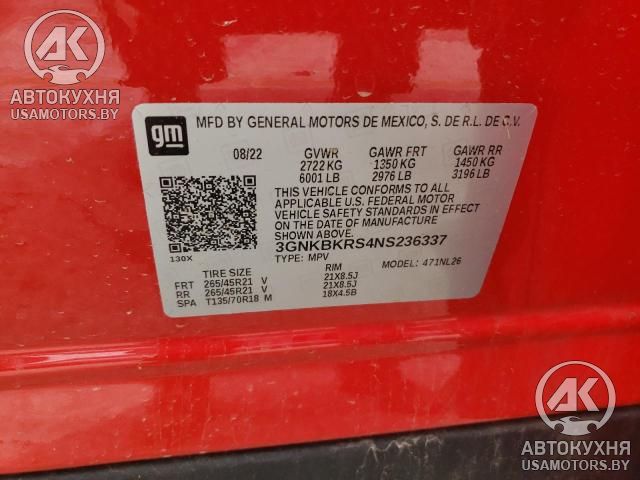 AK
АВТОКУХНЯ
USAMOTORS.BY
gm
MFD BY GENERAL MOTORS DE MEXICO, S. DE R.L. DE C.V.
08/22 GVWR GAWR FRT GAWR RR
2722 KG 1350 KG 1450 KG
6001 LB 2976 LB 3196 LB
THIS VEHICLE CONFORMS TO ALL
APPLICABLE U.S. FEDERAL MOTOR
VEHICLE SAFETY STANDARDS IN EFFECT
ON THE DATE OF MANUFACTURE
SHOWN ABOVE.
3GNKBKRS4NS236337
130X TYPE: MPV MODEL: 471NL26
TIRE SIZE RIM
FRT 265/45R21 V 21X8.5J
RR 265/45R21 V 21X8.5J
SPA T135/70R18 M 18X4.5B
AK
АВТОКУХНЯ
USAMOTORS.BY